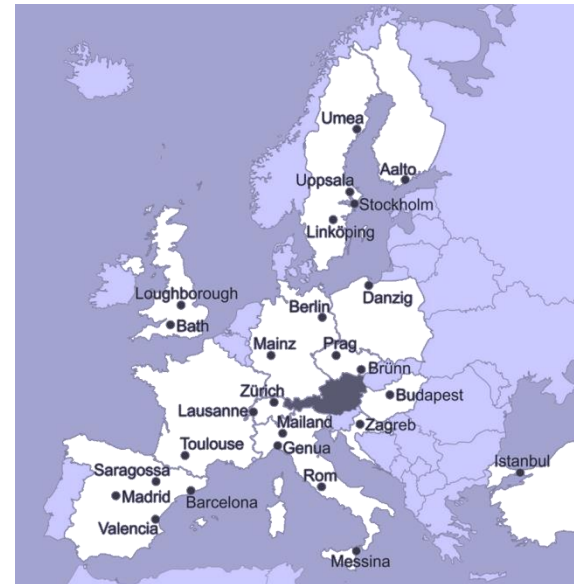 Umea
Aalto
Uppsala
Stockholm
Linköping
Danzig
Loughborough
Berlin
Bath
Mainz
Prag
Brünn
Zürich
Budapest
Lausanne
Mailand
Zagreb
Toulouse
Genua
Istanbul
Saragossa
Rom
Madrid
Barcelona
Valencia
Messina